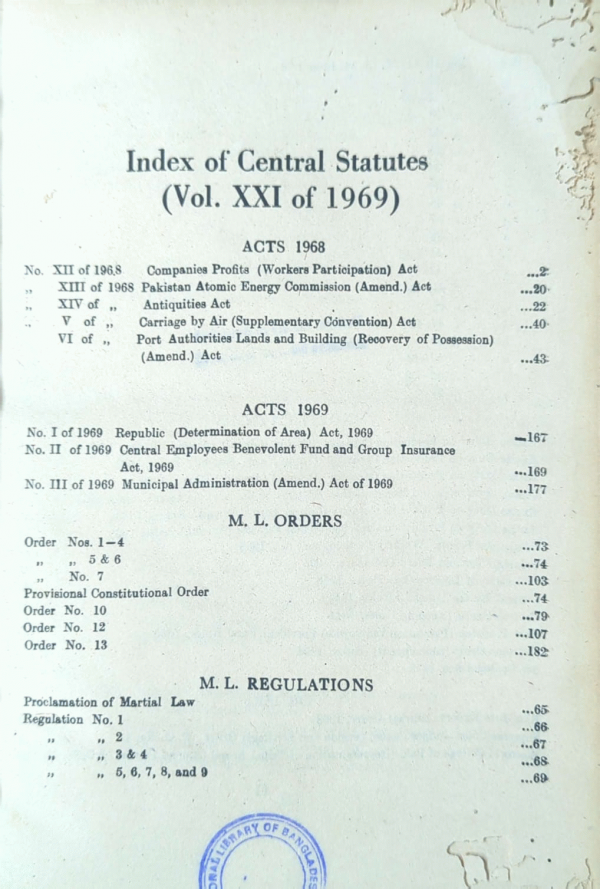 Index of Central Statutes
(Vol. XXI of 1969)
ACTS 1968
No. XII of 1968 Companies Profits (Workers Participation) Act ...2
„ XIII of 1968 Pakistan Atomic Energy Commission (Amend.) Act ...20
„ XIV of „ Antiquities Act ...22
„ V of „ Carriage by Air (Supplementary Convention) Act ...40
VI of „ Port Authorities Lands and Building (Recovery of Possession)
(Amend.) Act ...43
ACTS 1969
No. I of 1969 Republic (Determination of Area) Act, 1969 ...167
No. II of 1969 Central Employees Benevolent Fund and Group Insurance
Act, 1969 ...169
No. III of 1969 Municipal Administration (Amend.) Act of 1969 ...177
M. L. ORDERS
Order Nos. 1—4 ...73
„ „ 5 & 6 ...74
„ No. 7 ...103
Provisional Constitutional Order ...74
Order No. 10 ...79
Order No. 12 ...107
Order No. 13 ...182
M. L. REGULATIONS
Proclamation of Martial Law ...65
Regulation No. 1 ...66
„ „ 2 ...67
„ „ 3 & 4 ...68
„ „ 5, 6, 7, 8, and 9 ...69
LIBRARY OF BANGLADES